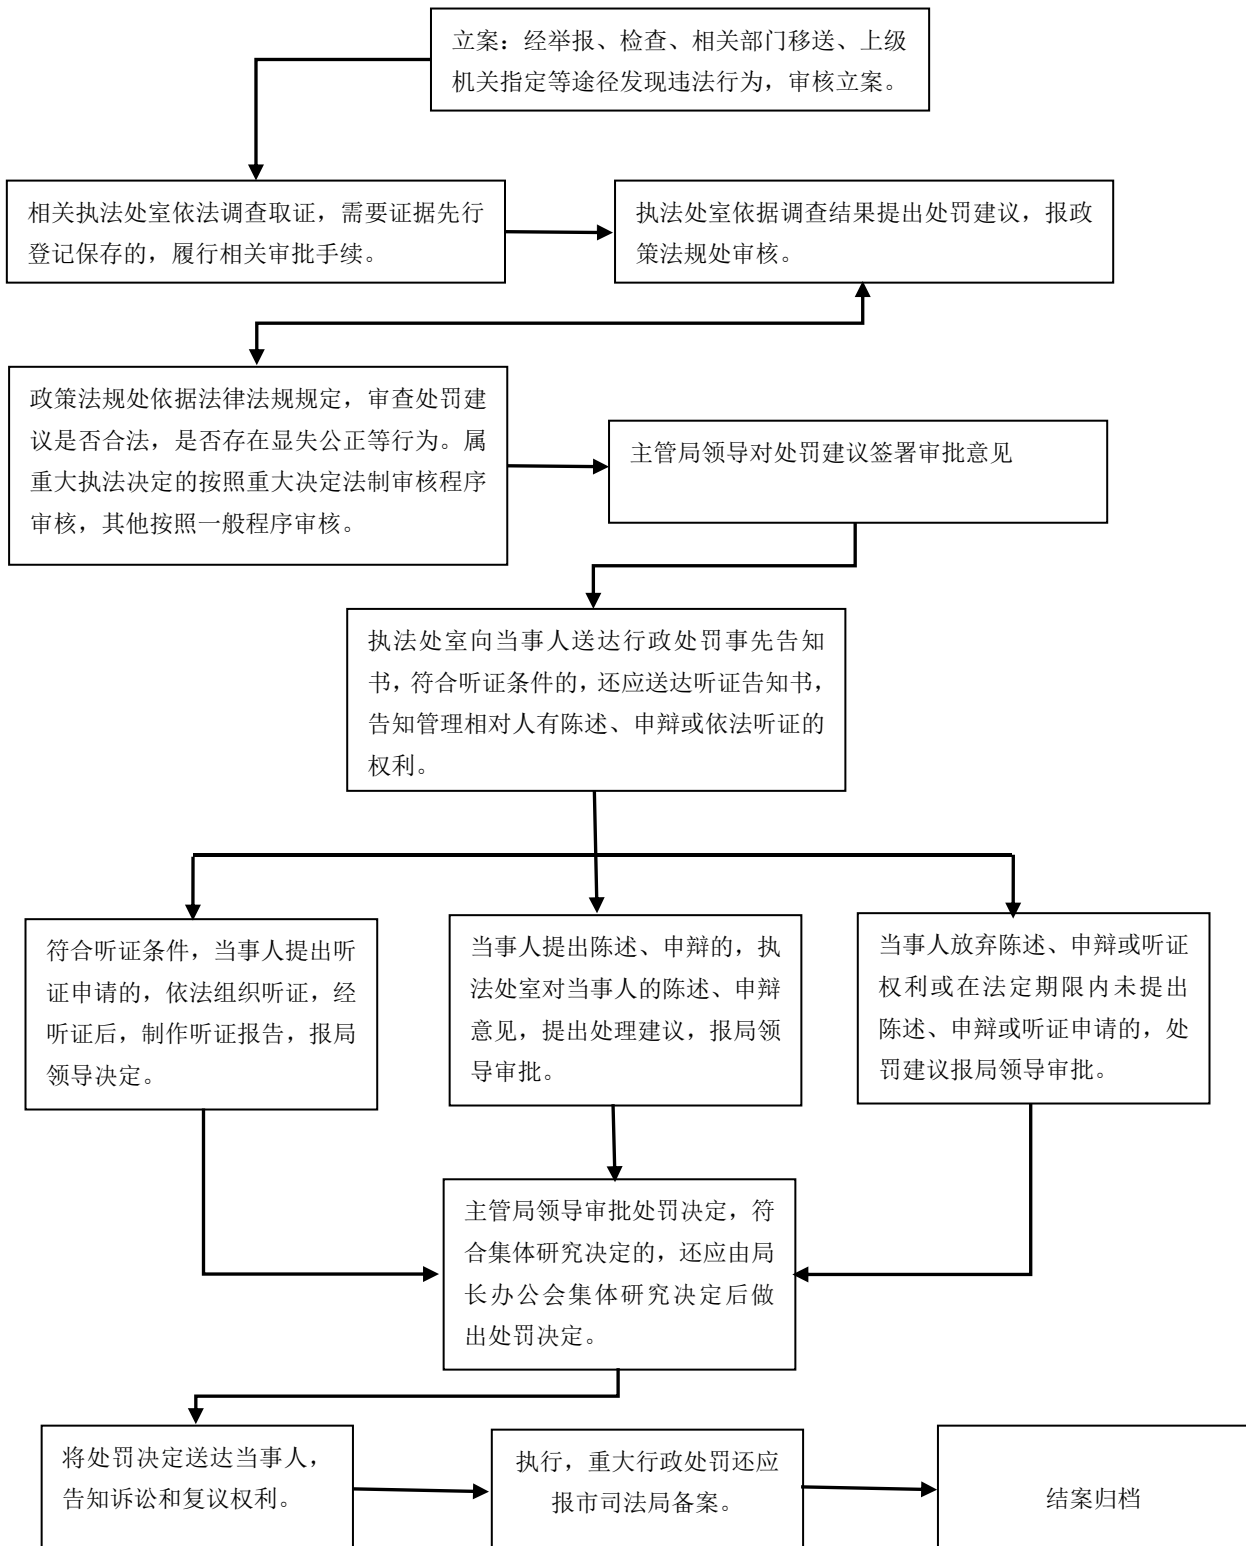 立案：经举报、检查、相关部门移送、上级
机关指定等途径发现违法行为，审核立案。
相关执法处室依法调查取证，需要证据先行
登记保存的，履行相关审批手续。
执法处室依据调查结果提出处罚建议，报政
策法规处审核。
政策法规处依据法律法规规定，审查处罚建
议是否合法，是否存在显失公正等行为。属
重大执法决定的按照重大决定法制审核程序
审核，其他按照一般程序审核。
主管局领导对处罚建议签署审批意见
执法处室向当事人送达行政处罚事先告知
书，符合听证条件的，还应送达听证告知书，
告知管理相对人有陈述、申辩或依法听证的
权利。
符合听证条件，当事人提出听
证申请的，依法组织听证，经
听证后，制作听证报告，报局
领导决定。
当事人提出陈述、申辩的，执
法处室对当事人的陈述、申辩
意见，提出处理建议，报局领
导审批。
当事人放弃陈述、申辩或听证
权利或在法定期限内未提出
陈述、申辩或听证申请的，处
罚建议报局领导审批。
主管局领导审批处罚决定，符
合集体研究决定的，还应由局
长办公会集体研究决定后做
出处罚决定。
将处罚决定送达当事人，
告知诉讼和复议权利。
执行，重大行政处罚还应
报市司法局备案。
结案归档